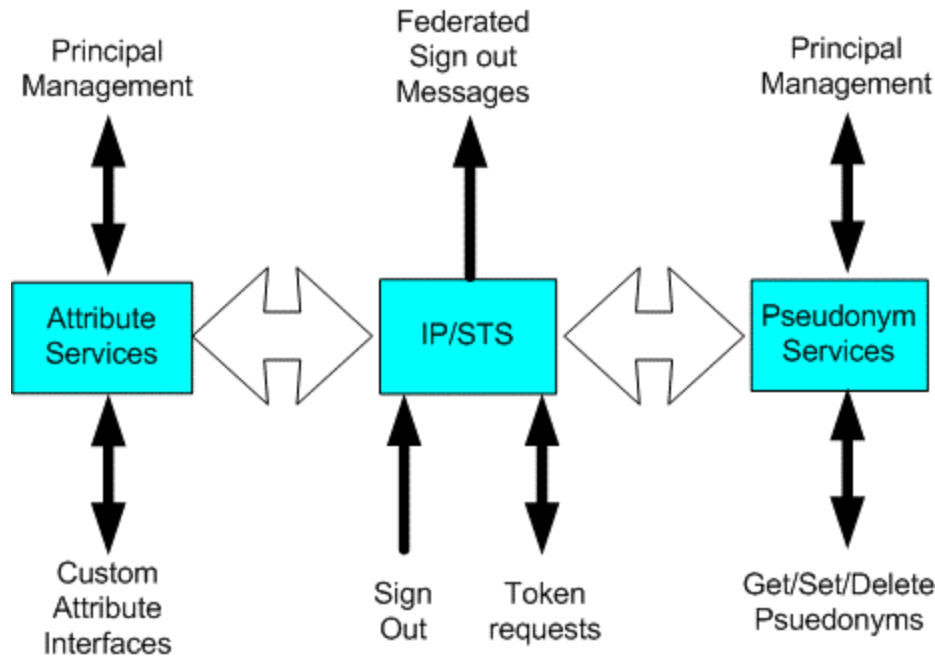 Principal
Management
Federated
Sign out
Messages
Principal
Management
Attribute
Services
IP/STS
Pseudonym
Services
Custom
Attribute
Interfaces
Sign
Out
Token
requests
Get/Set/Delete
Psuedonyms